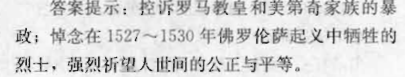 答案提示：控诉罗马教皇和美第奇家族的暴
政；悼念在1527～1530年佛罗伦萨起义中牺牲的
烈士，强烈祈望人世间的公正与平等。